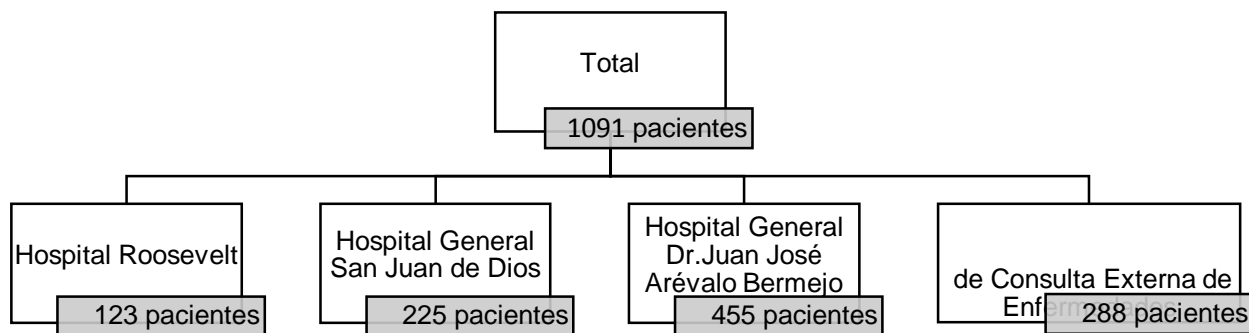 Total
1091 pacientes
Hospital Roosevelt
123 pacientes
Hospital General
San Juan de Dios
225 pacientes
Hospital General
Dr.Juan José
Arévalo Bermejo
455 pacientes
de Consulta Externa de
Enfermedades
288 pacientes